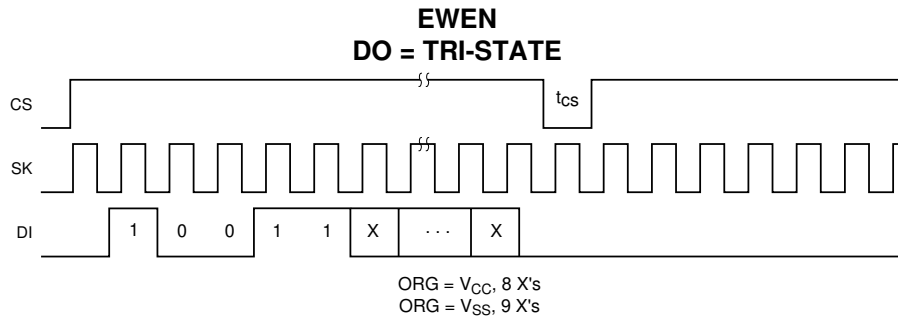 EWEN
DO = TRI-STATE
CS
tCS
SK
DI 1 0 0 1 1 X ... X
ORG = VCC, 8 X's
ORG = VSS, 9 X's